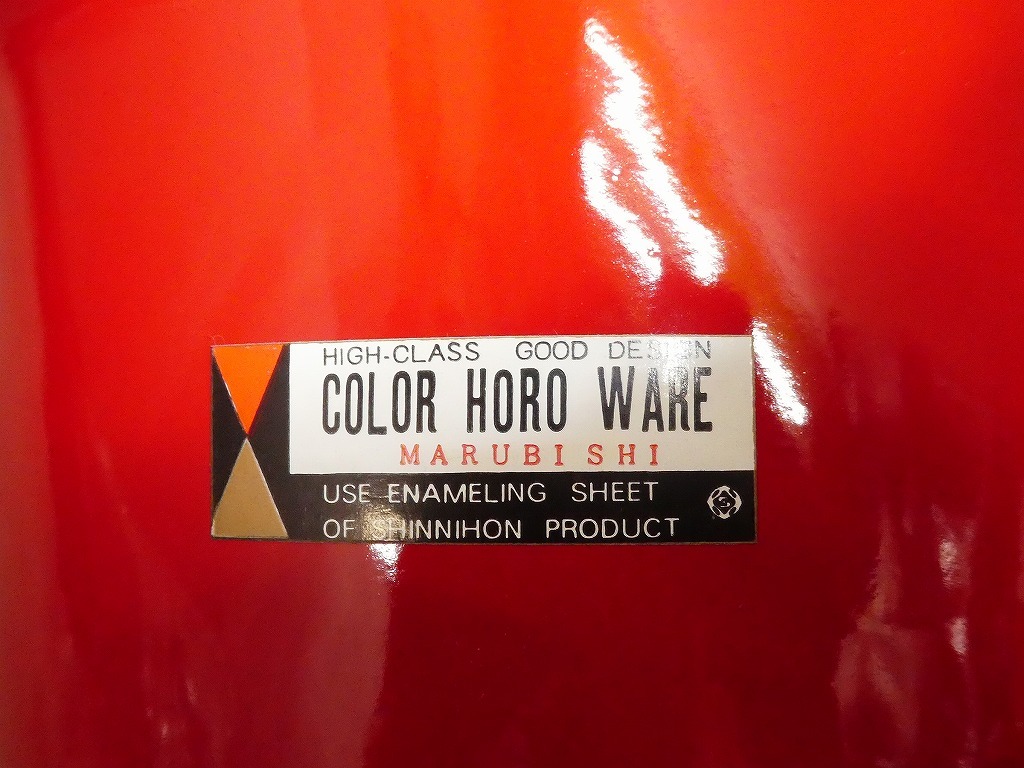 HIGH-CLASS GOOD DESIGN
COLOR HORO WARE
MARUBISHI
USE ENAMELING SHEET
OF SHINNIHON PRODUCT